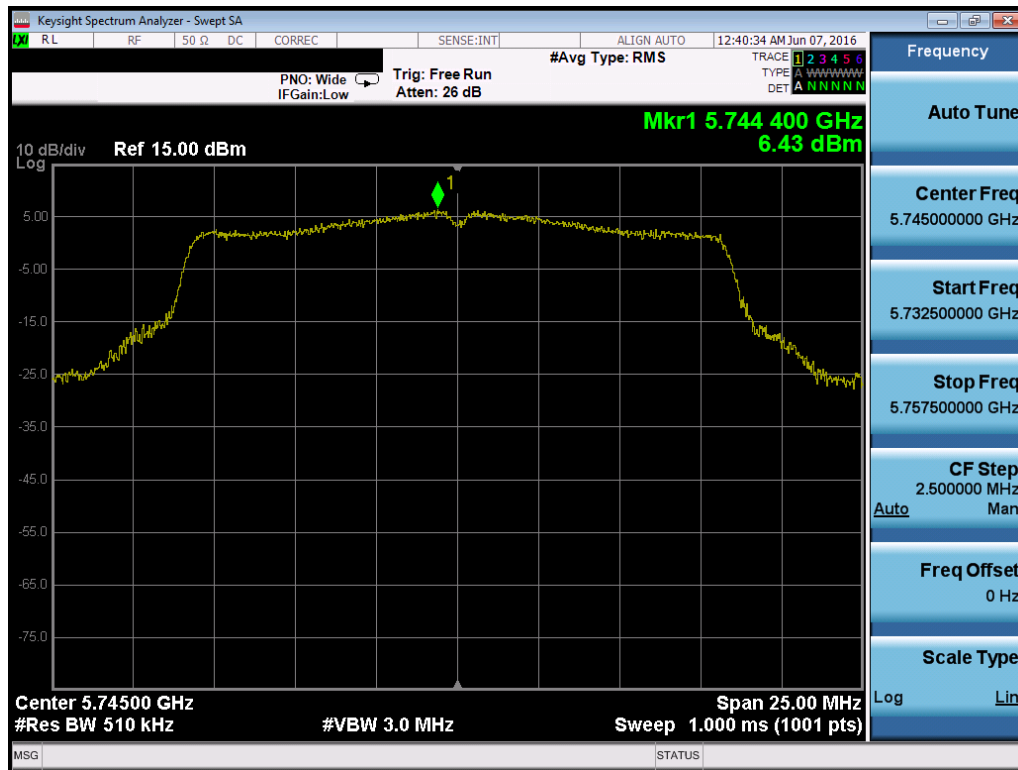 Keysight Spectrum Analyzer - Swept SA
LXI RL RF 50 Ω DC CORREC SENSE:INT ALIGN AUTO 12:40:34 AM Jun 07, 2016
#Avg Type: RMS
TRACE 1 2 3 4 5 6
TYPE A WWWWW
DET A N N N N N
PNO: Wide
IFGain:Low
Trig: Free Run
Atten: 26 dB
Mkr1 5.744 400 GHz
6.43 dBm
10 dB/div Ref 15.00 dBm
Log
1
5.00
-5.00
-15.0
-25.0
-35.0
-45.0
-55.0
-65.0
-75.0
Center 5.74500 GHz Span 25.00 MHz
#Res BW 510 kHz #VBW 3.0 MHz Sweep 1.000 ms (1001 pts)
MSG STATUS
Frequency
Auto Tune
Center Freq
5.745000000 GHz
Start Freq
5.732500000 GHz
Stop Freq
5.757500000 GHz
CF Step
2.500000 MHz
Auto Man
Freq Offset
0 Hz
Scale Type
Log Lin